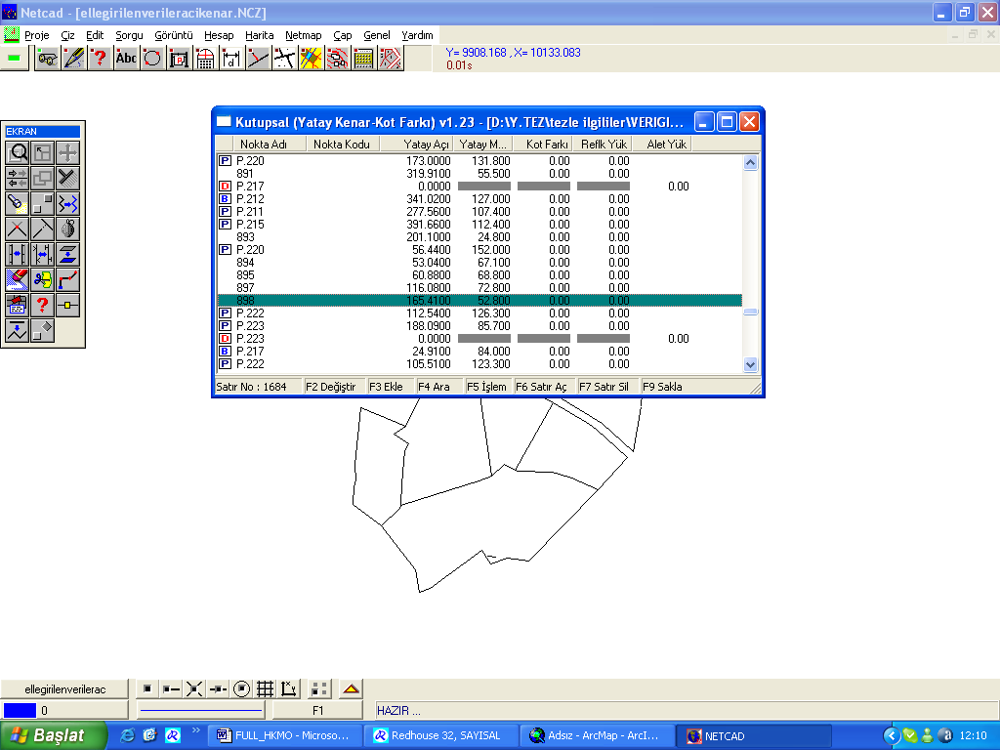 Netcad - [ellegirilenverileracikenar.NCZ]
Proje Çiz Edit Sorgu Görüntü Hesap Harita Netmap Çap Genel Yardım
Abc
Y= 9908.168 , X= 10133.083
0.01s
EKRAN
Kutupsal (Yatay Kenar-Kot Farkı) v1.23 - [D:\Y.TEZ\tezle ilgililer\WERIGI...
Nokta Adı Nokta Kodu Yatay Açı Yatay M... Kot Farkı Reflk Yük Alet Yük
P P.220 173.0000 131.800 0.00 0.00
891 319.9100 55.500 0.00 0.00
D P.217 0.0000 0.00
B P.212 341.0200 127.000 0.00 0.00
P P.211 277.5600 107.400 0.00 0.00
P P.215 391.6600 112.400 0.00 0.00
893 201.1000 24.800 0.00 0.00
P P.220 56.4400 152.000 0.00 0.00
894 53.0400 67.100 0.00 0.00
895 60.8800 68.800 0.00 0.00
897 116.0800 72.800 0.00 0.00
898 165.4100 52.800 0.00 0.00
P P.222 112.5400 126.300 0.00 0.00
P P.223 188.0900 85.700 0.00 0.00
D P.223 0.0000 0.00
B P.217 24.9100 84.000 0.00 0.00
P P.222 105.5100 123.300 0.00 0.00
Satır No : 1684 F2 Değiştir F3 Ekle F4 Ara F5 İşlem F6 Satır Aç F7 Satır Sil F9 Sakla
ellegirilenverilerac
0 F1 HAZIR ...
Başlat FULL_HKMO - Microso... Redhouse 32, SAYISAL Adsız - ArcMap - ArcI... NETCAD 12:10